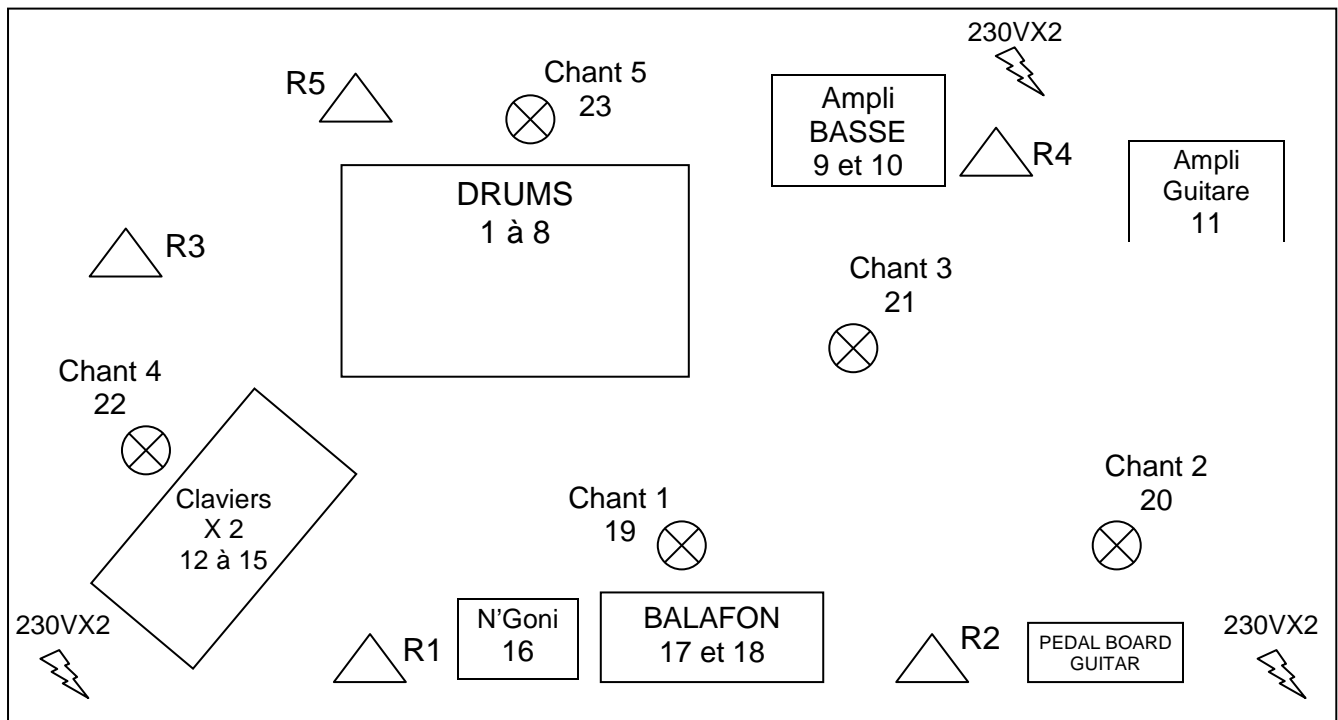 230VX2
R5
Chant 5
23
Ampli
BASSE
9 et 10
R4
Ampli
Guitare
11
DRUMS
1 à 8
R3
Chant 3
21
Chant 4
22
Claviers
X 2
12 à 15
Chant 1
19
Chant 2
20
230VX2
R1
N'Goni
16
BALAFON
17 et 18
R2
PEDAL BOARD
GUITAR
230VX2